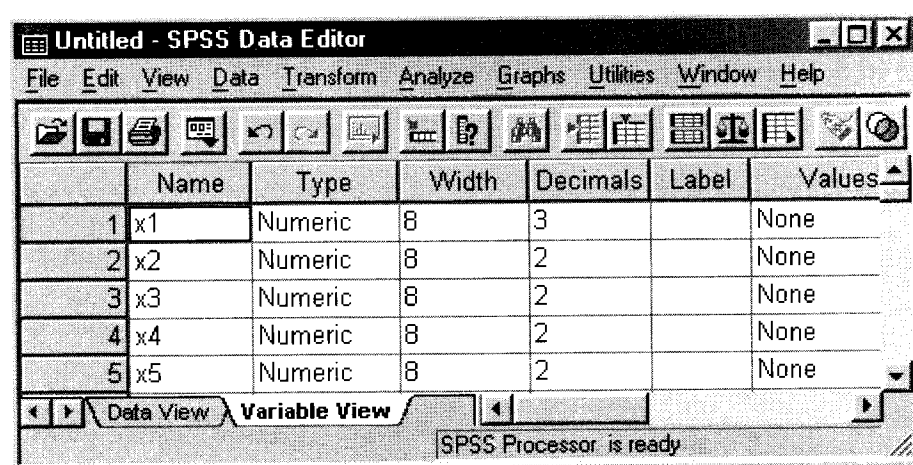 Untitled - SPSS Data Editor
File Edit View Data Transform Analyze Graphs Utilities Window Help
Name Type Width Decimals Label Values
1 x1 Numeric 8 3 None
2 x2 Numeric 8 2 None
3 x3 Numeric 8 2 None
4 x4 Numeric 8 2 None
5 x5 Numeric 8 2 None
Data View Variable View
SPSS Processor is ready